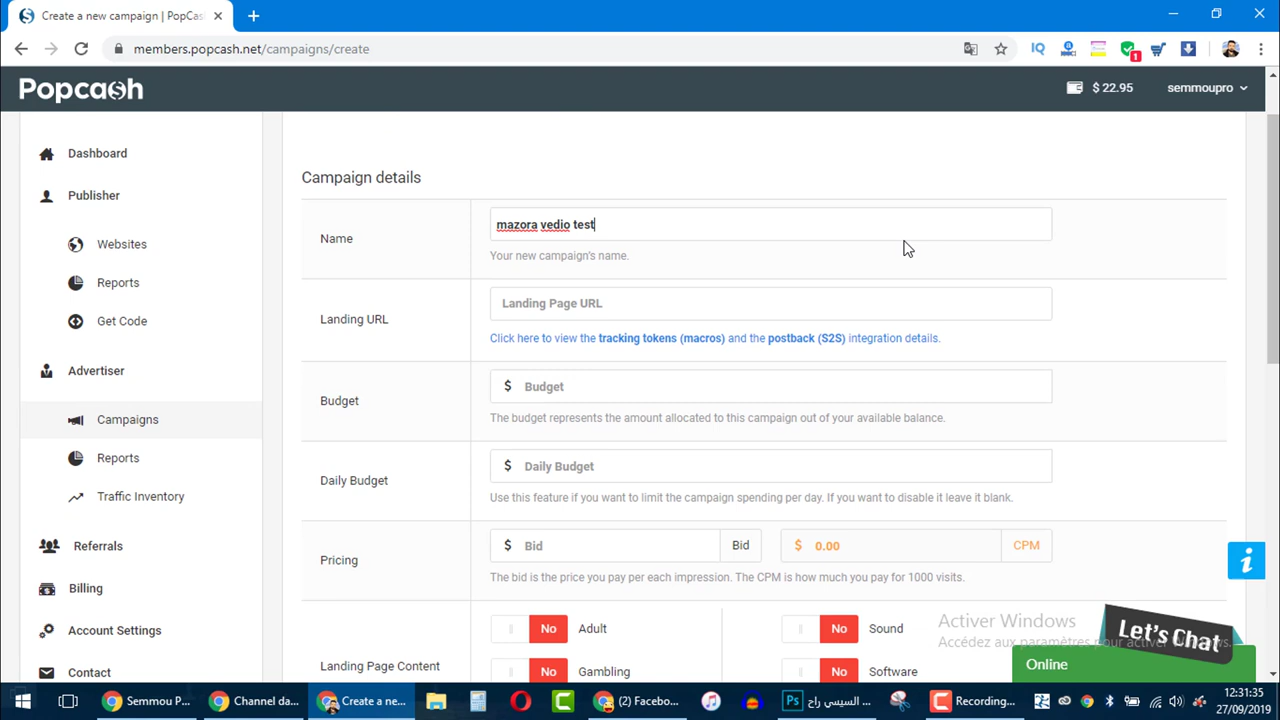 Create a new campaign | PopCas
members.popcash.net/campaigns/create
IQ
1
Popcash
$ 22.95
semmoupro
Dashboard
Publisher
Websites
Reports
Get Code
Advertiser
Campaigns
Reports
Traffic Inventory
Referrals
Billing
Account Settings
Contact
Campaign details
Name
mazora vedio test
Your new campaign's name.
Landing URL
Landing Page URL
Click here to view the tracking tokens (macros) and the postback (S2S) integration details.
Budget
$ Budget
The budget represents the amount allocated to this campaign out of your available balance.
Daily Budget
$ Daily Budget
Use this feature if you want to limit the campaign spending per day. If you want to disable it leave it blank.
Pricing
$ Bid
Bid
$ 0.00
CPM
The bid is the price you pay per each impression. The CPM is how much you pay for 1000 visits.
Landing Page Content
No
Adult
No
Sound
No
Gambling
No
Software
Activer Windows
Accédez aux paramètres pour activer Windows.
Let's Chat
Online
Semmou P...
Channel da...
Create a ne...
(2) Facebo...
السيسي راح ...
Recording...
12:31:35
27/09/2019